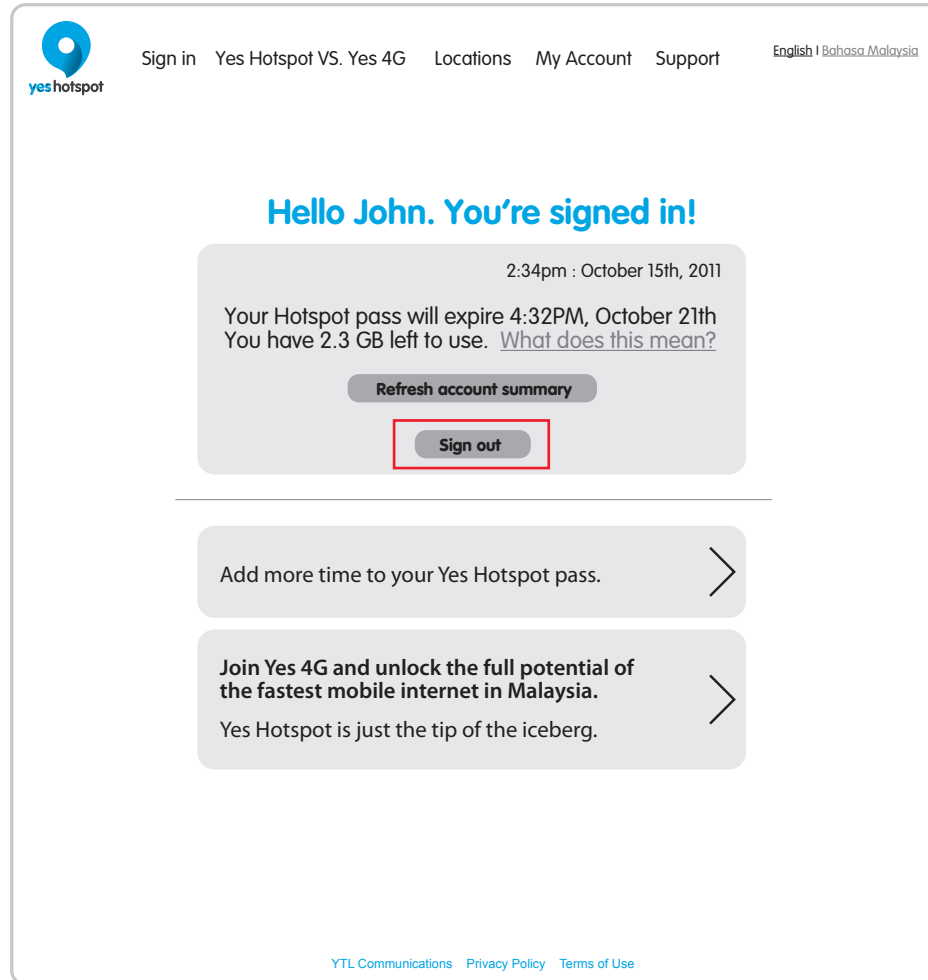 yes hotspot
Sign in Yes Hotspot VS. Yes 4G Locations My Account Support
English | Bahasa Malaysia
Hello John. You're signed in!
2:34pm : October 15th, 2011
Your Hotspot pass will expire 4:32PM, October 21th
You have 2.3 GB left to use. What does this mean?
Refresh account summary
Sign out
Add more time to your Yes Hotspot pass.
Join Yes 4G and unlock the full potential of
the fastest mobile internet in Malaysia.
Yes Hotspot is just the tip of the iceberg.
YTL Communications Privacy Policy Terms of Use